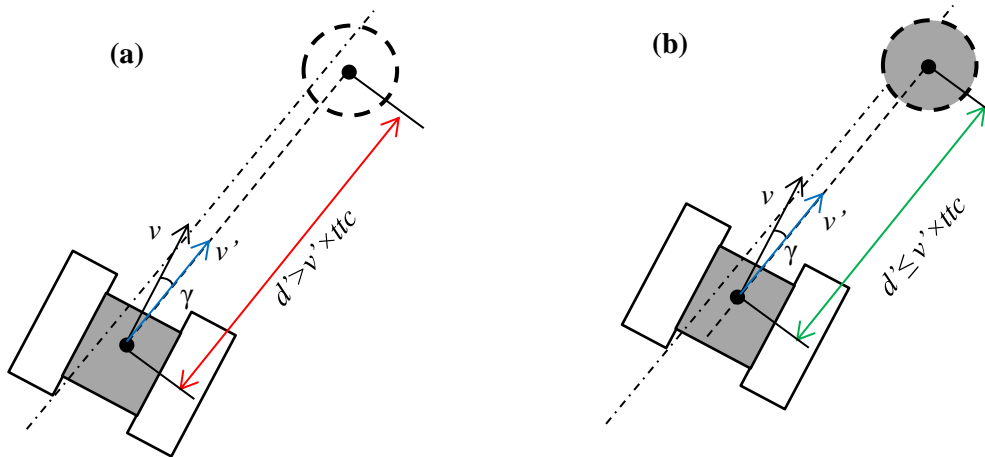 (a)
v
v’
γ
d’>v’×ttc
(b)
v
v’
γ
d’≤ v’×ttc